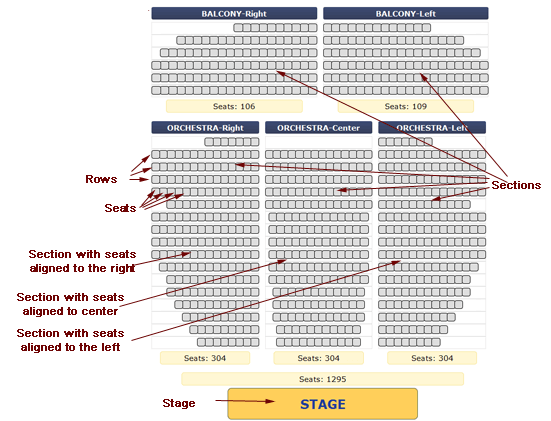 BALCONY-Right
BALCONY-Left
Seats: 106
Seats: 109
ORCHESTRA-Right
ORCHESTRA-Center
ORCHESTRA-Left
Rows
Sections
Seats
Section with seats
aligned to the right
Section with seats
aligned to center
Section with seats
aligned to the left
Seats: 304
Seats: 304
Seats: 304
Seats: 1295
Stage
STAGE